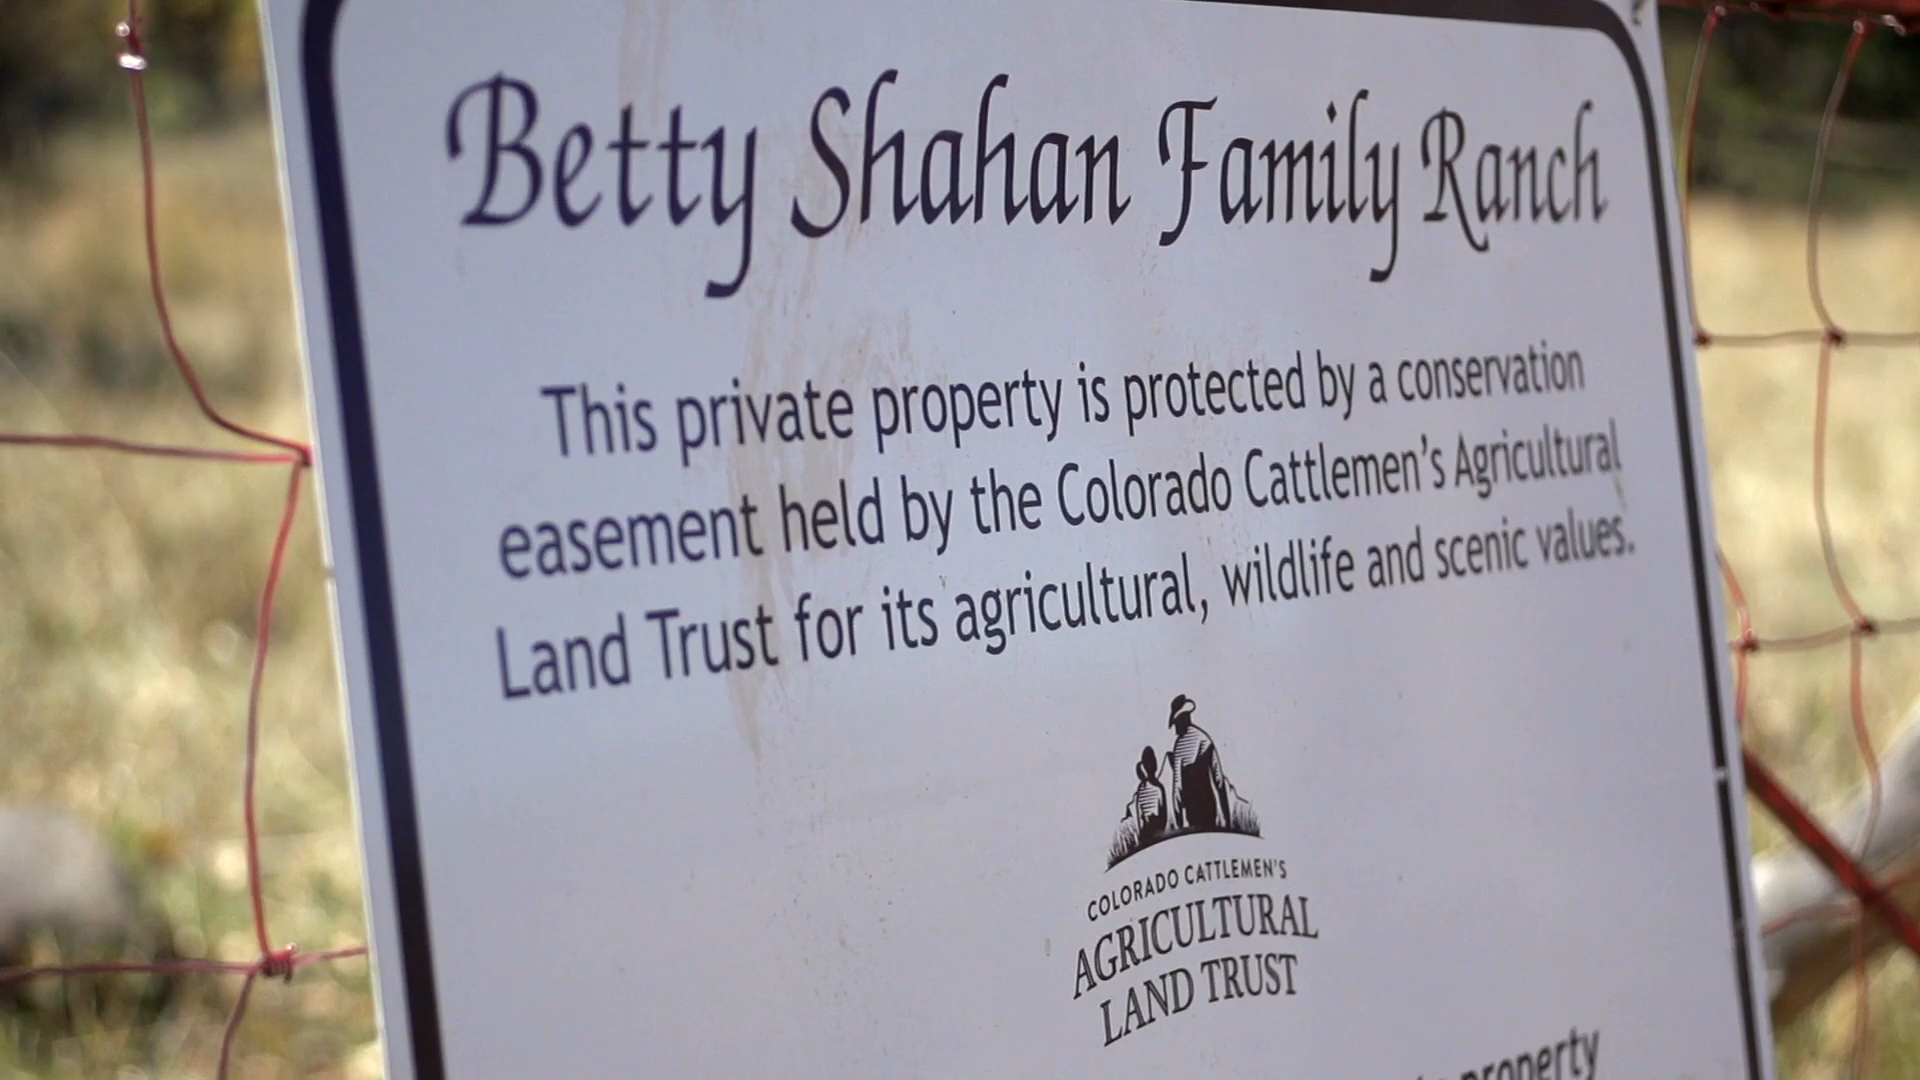 Betty Shahan Family Ranch
This private property is protected by a conservation
easement held by the Colorado Cattlemen's Agricultural
Land Trust for its agricultural, wildlife and scenic values.
COLORADO CATTLEMEN'S
AGRICULTURAL
LAND TRUST
property